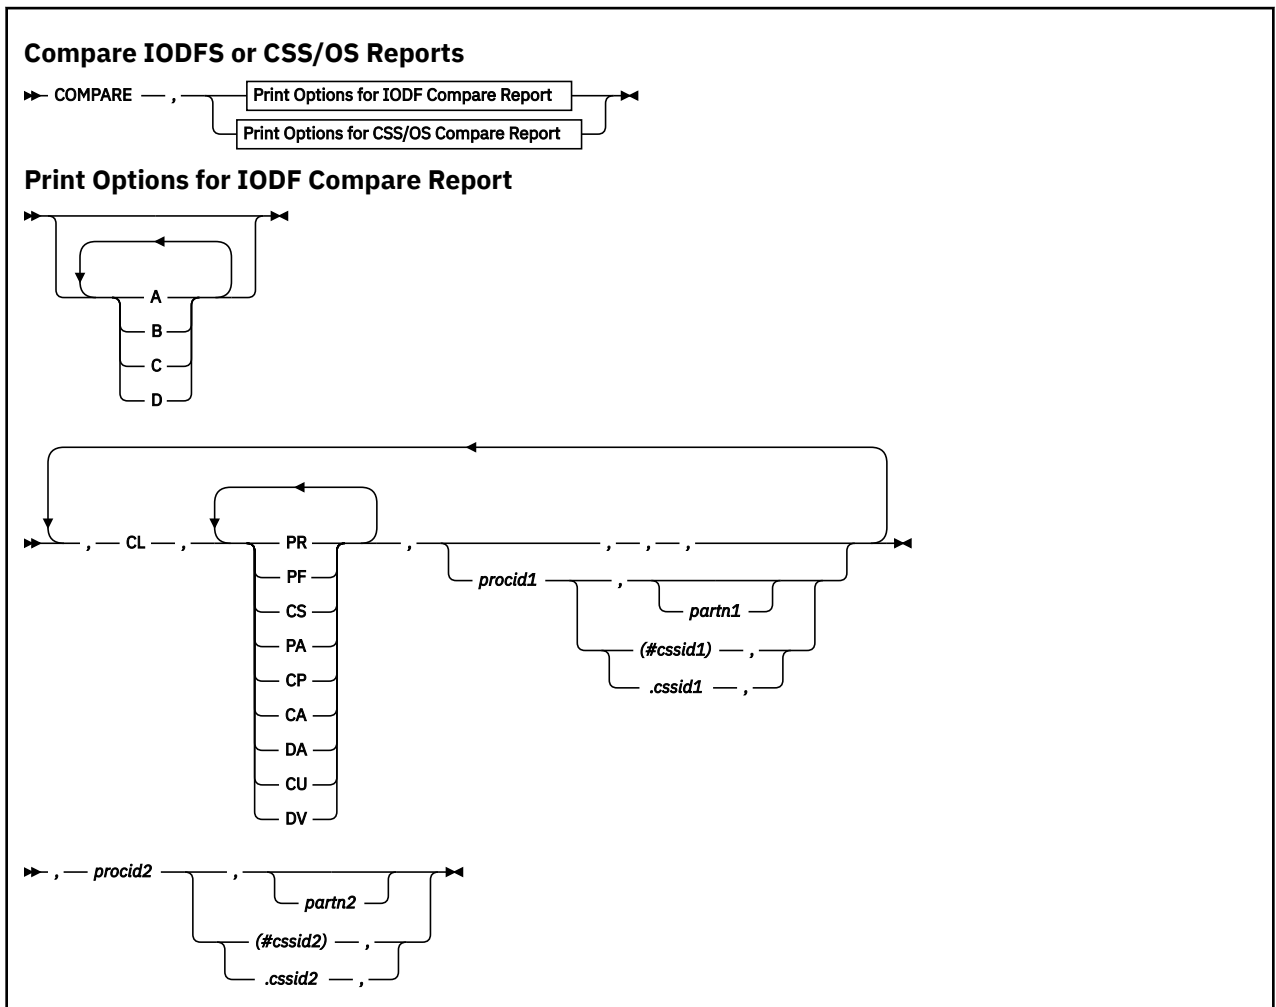 Compare IODFS or CSS/OS Reports
COMPARE , Print Options for IODF Compare Report
Print Options for CSS/OS Compare Report
Print Options for IODF Compare Report
A
B
C
D
, CL , PR , , , ,
PF procid1 ,
CS partn1
PA (#cssid1) ,
CP .cssid1 ,
CA
DA
CU
DV
, procid2 ,
partn2
(#cssid2) ,
.cssid2 ,